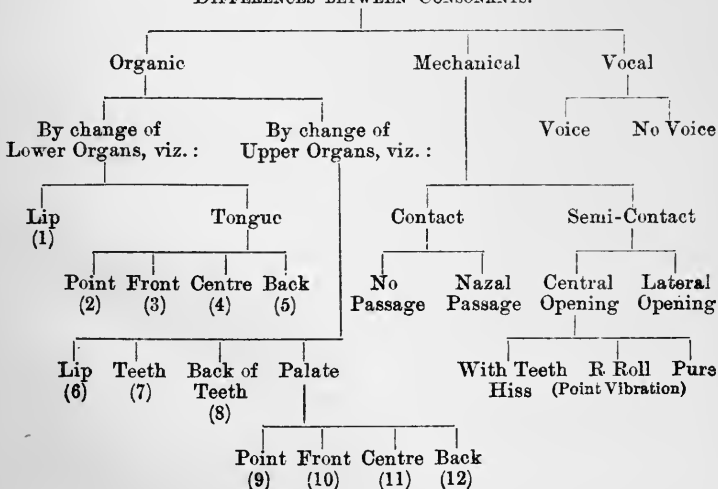 DIFFERENCES BETWEEN CONSONANTS.
Organic Mechanical Vocal
By change of By change of Voice No Voice
Lower Organs, viz. : Upper Organs, viz. :
Lip Tongue Contact Semi-Contact
(1)
Point Front Centre Back No Nazal Central Lateral
(2) (3) (4) (5) Passage Passage Opening Opening
Lip Teeth Back of Palate With Teeth R Roll Pure
(6) (7) Teeth Hiss (Point Vibration)
(8)
Point Front Centre Back
(9) (10) (11) (12)